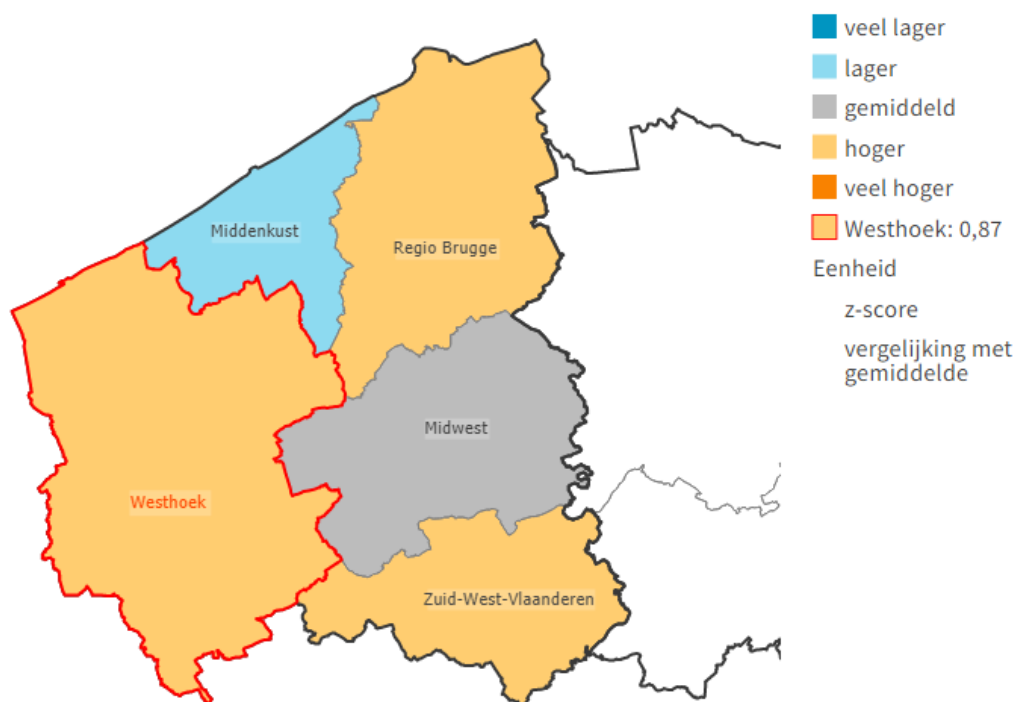 veel lager
lager
gemiddeld
hoger
veel hoger
Westhoek: 0,87
Eenheid
z-score
vergelijking met
gemiddelde
Middenkust
Regio Brugge
Midwest
Westhoek
Zuid-West-Vlaanderen